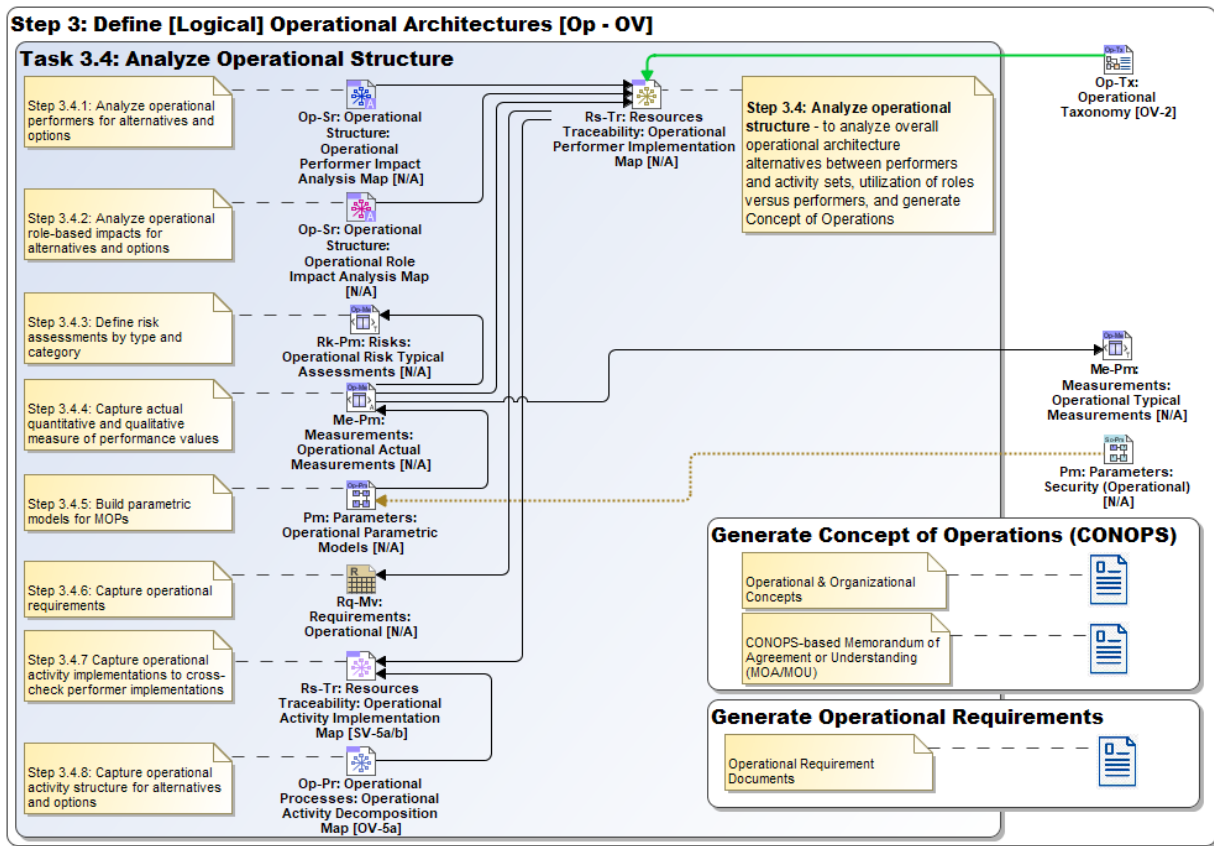 Step 3: Define [Logical] Operational Architectures [Op - OV]
Task 3.4: Analyze Operational Structure
Step 3.4.1: Analyze operational
performers for alternatives and
options
Op-Sr: Operational
Structure:
Operational
Performer Impact
Analysis Map [N/A]
Rs-Tr: Resources
Traceability: Operational
Performer Implementation
Map [N/A]
Step 3.4: Analyze operational
structure - to analyze overall
operational architecture
alternatives between performers
and activity sets, utilization of roles
versus performers, and generate
Concept of Operations
Op-Tx
Op-Tx:
Operational
Taxonomy [OV-2]
Step 3.4.2: Analyze operational
role-based impacts for
alternatives and options
Op-Sr: Operational
Structure:
Operational Role
Impact Analysis Map
[N/A]
Step 3.4.3: Define risk
assessments by type and
category
Op-Me
Rk-Pm: Risks:
Operational Risk Typical
Assessments [N/A]
Step 3.4.4: Capture actual
quantitative and qualitative
measure of performance values
Op-Me
Me-Pm:
Measurements:
Operational Actual
Measurements [N/A]
Op-Me
Me-Pm:
Measurements:
Operational Typical
Measurements [N/A]
Step 3.4.5: Build parametric
models for MOPs
Op-Prs
Pm: Parameters:
Operational Parametric
Models [N/A]
Pm: Parameters:
Security (Operational)
[N/A]
Step 3.4.6: Capture operational
requirements
R
Rq-Mv:
Requirements:
Operational [N/A]
Step 3.4.7 Capture operational
activity implementations to cross-
check performer implementations
Rs-Tr: Resources
Traceability: Operational
Activity Implementation
Map [SV-5a/b]
Step 3.4.8: Capture operational
activity structure for alternatives
and options
Op-Pr: Operational
Processes: Operational
Activity Decomposition
Map [OV-5a]
Generate Concept of Operations (CONOPS)
Operational & Organizational
Concepts
CONOPS-based Memorandum of
Agreement or Understanding
(MOA/MOU)
Generate Operational Requirements
Operational Requirement
Documents